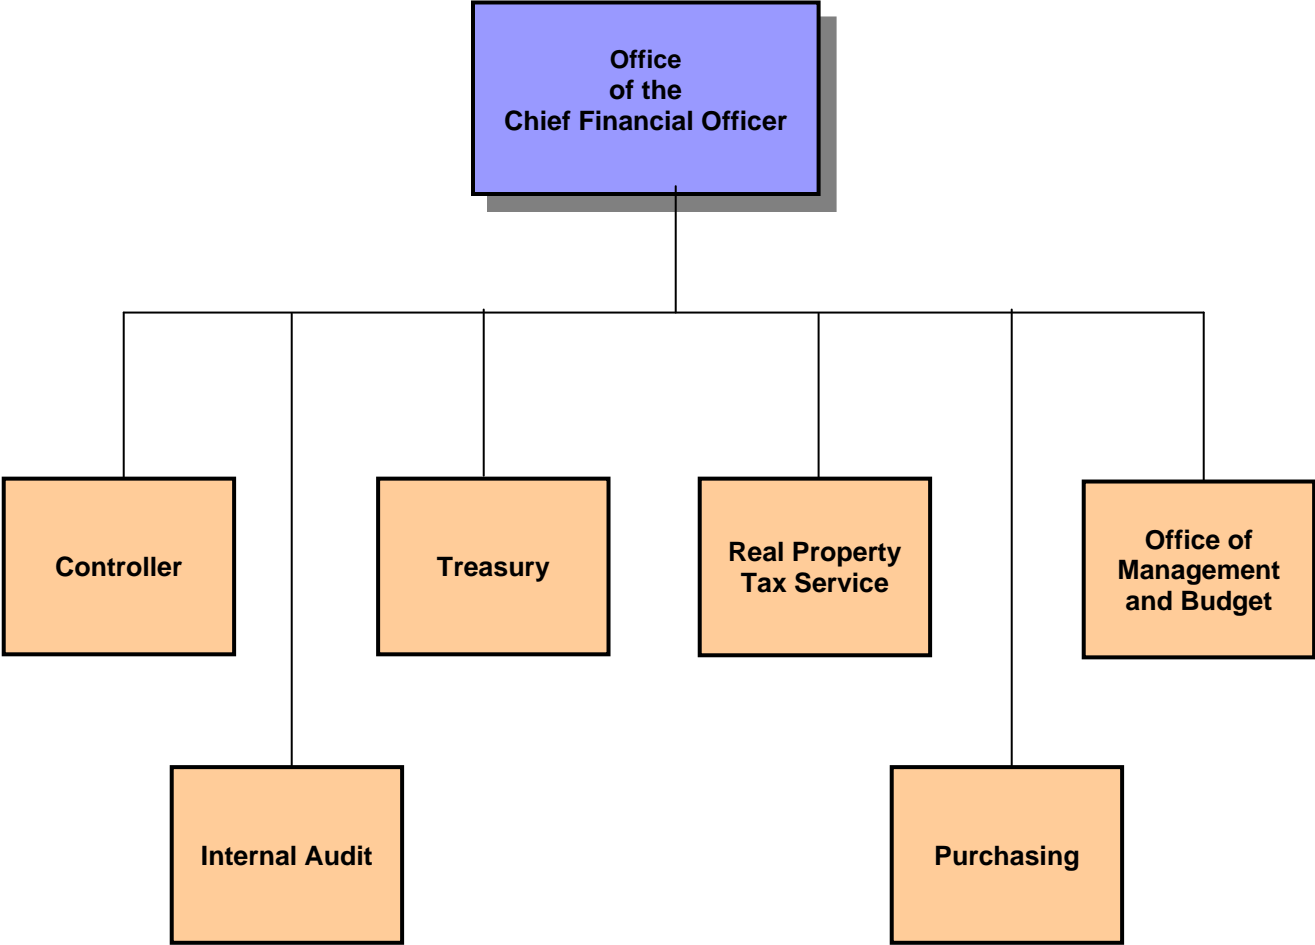 Office
of the
Chief Financial Officer
Controller
Treasury
Real Property
Tax Service
Office of
Management
and Budget
Internal Audit
Purchasing